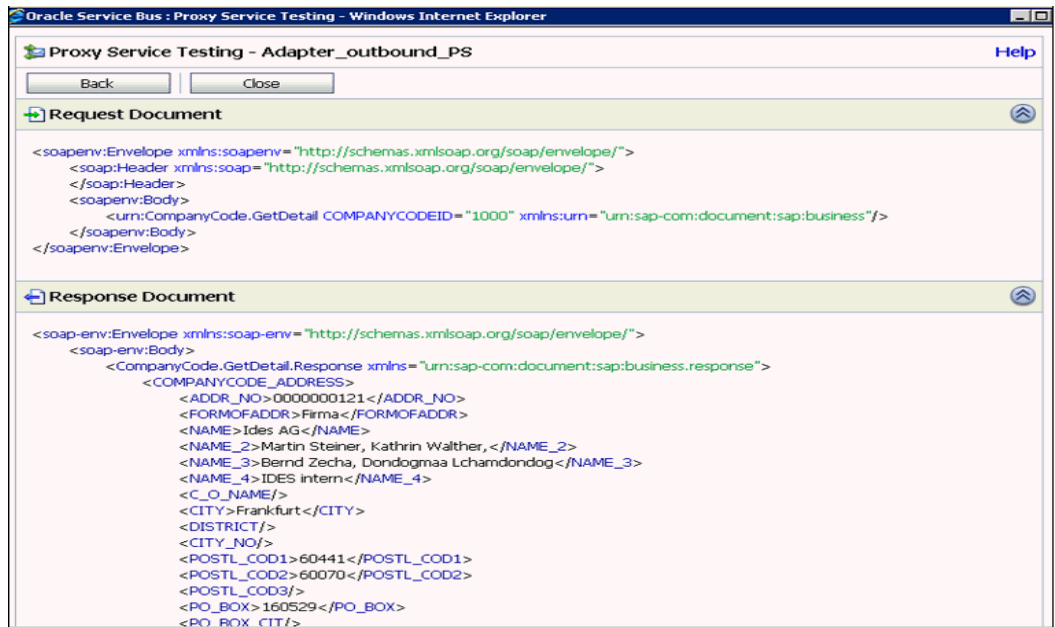 Oracle Service Bus : Proxy Service Testing - Windows Internet Explorer
Proxy Service Testing - Adapter_outbound_PS
Help
Back
Close
Request Document
<soapenv:Envelope xmlns:soapenv="http://schemas.xmlsoap.org/soap/envelope/">
<soap:Header xmlns:soap="http://schemas.xmlsoap.org/soap/envelope/">
</soap:Header>
<soapenv:Body>
<urn:CompanyCode.GetDetail COMPANYCODEID="1000" xmlns:urn="urn:sap-com:document:sap:business"/>
</soapenv:Body>
</soapenv:Envelope>
Response Document
<soap-env:Envelope xmlns:soap-env="http://schemas.xmlsoap.org/soap/envelope/">
<soap-env:Body>
<CompanyCode.GetDetail.Response xmlns="urn:sap-com:document:sap:business.response">
<COMPANYCODE_ADDRESS>
<ADDR_NO>0000000121</ADDR_NO>
<FORMOFADDR>Firma</FORMOFADDR>
<NAME>Ides AG</NAME>
<NAME_2>Martin Steiner, Kathrin Walther,</NAME_2>
<NAME_3>Bernd Zecha, Dondogmaa Lchamdondog</NAME_3>
<NAME_4>IDES intern</NAME_4>
<C_O_NAME/>
<CITY>Frankfurt</CITY>
<DISTRICT/>
<CITY_NO/>
<POSTL_COD1>60441</POSTL_COD1>
<POSTL_COD2>60070</POSTL_COD2>
<POSTL_COD3/>
<PO_BOX>160529</PO_BOX>
<PO_BOX_CIT/>